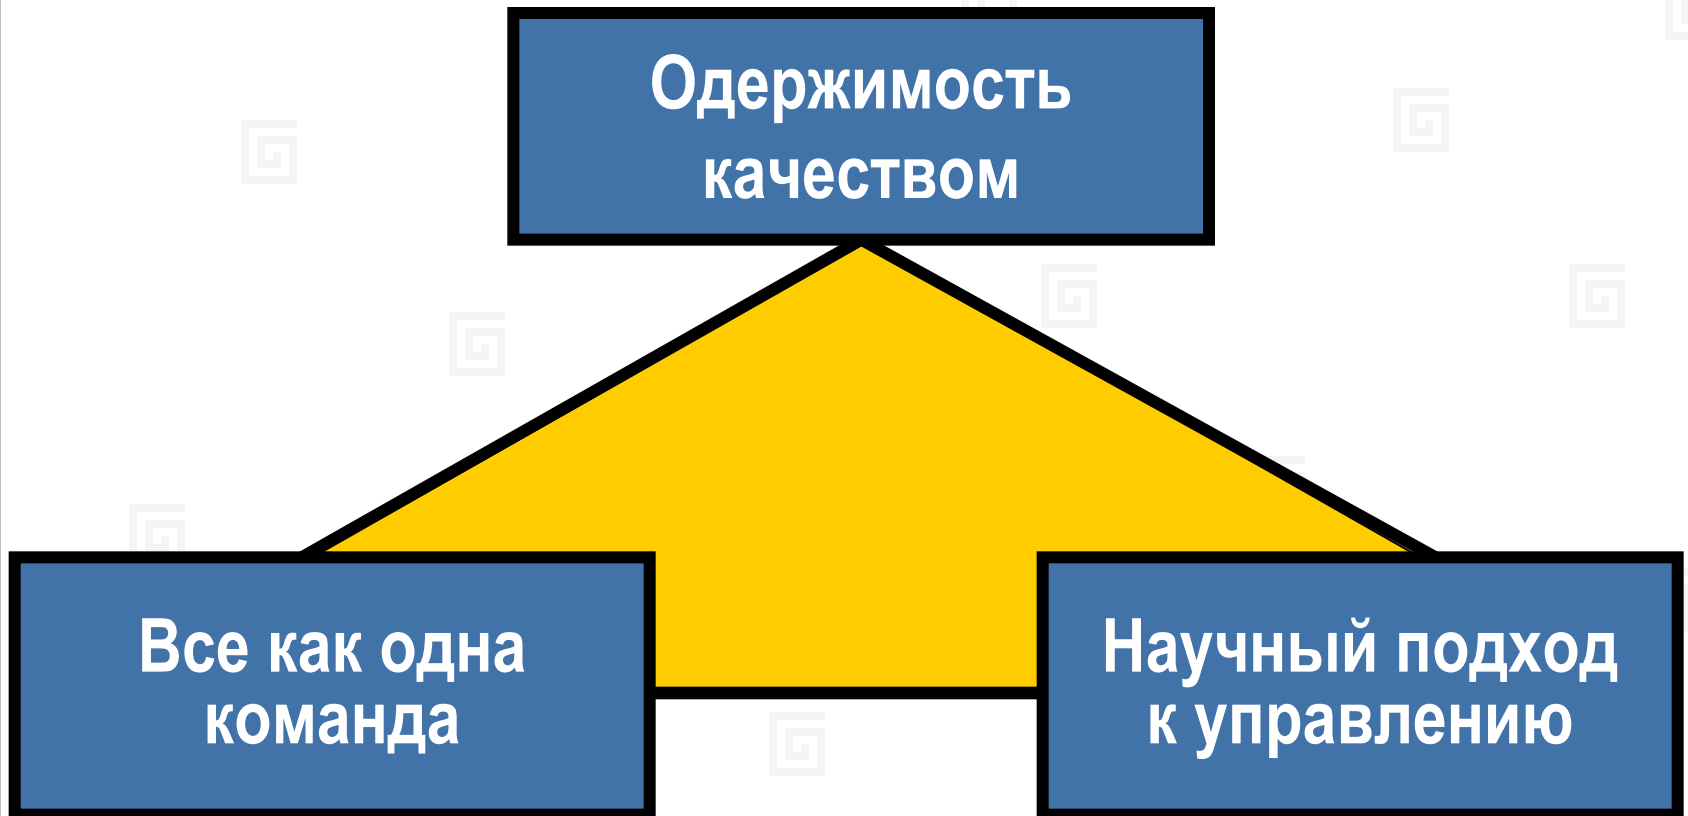 Одержимость
качеством
Все как одна
команда
Научный подход
к управлению